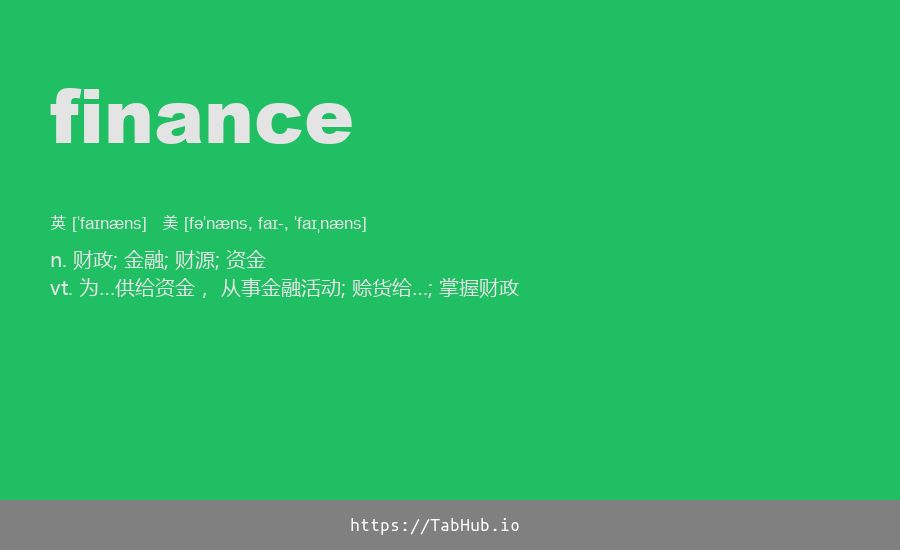 finance
英 [ˈfaɪnæns] 美 [fəˈnæns, faɪ-, ˈfaɪˌnæns]
n. 财政; 金融; 财源; 资金
vt. 为…供给资金 ，从事金融活动; 赊货给…; 掌握财政
https://TabHub.io